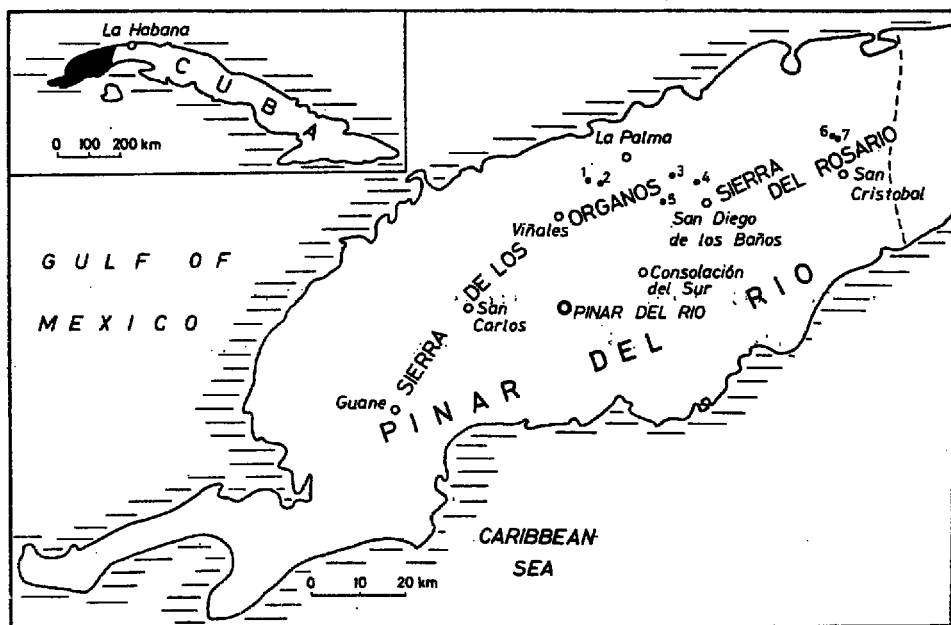 La Habana
CUBA
0 100 200 km
GULF OF
MEXICO
La Palma
1 2
3 4
5
6 7
Viñales
SIERRA DE LOS ORGANOS
SIERRA
DEL ROSARIO
San
Cristobal
San Diego
de los Baños
Consolación
del Sur
San
Carlos
PINAR DEL RIO
Guane
PINAR DEL RIO
CARIBBEAN
SEA
0 10 20 km